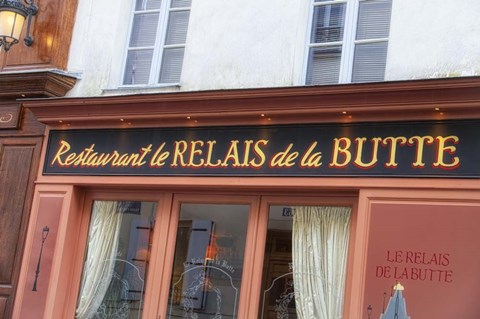 Restaurant le RELAIS de la BUTTE
LE RELAIS
DE LA BUTTE